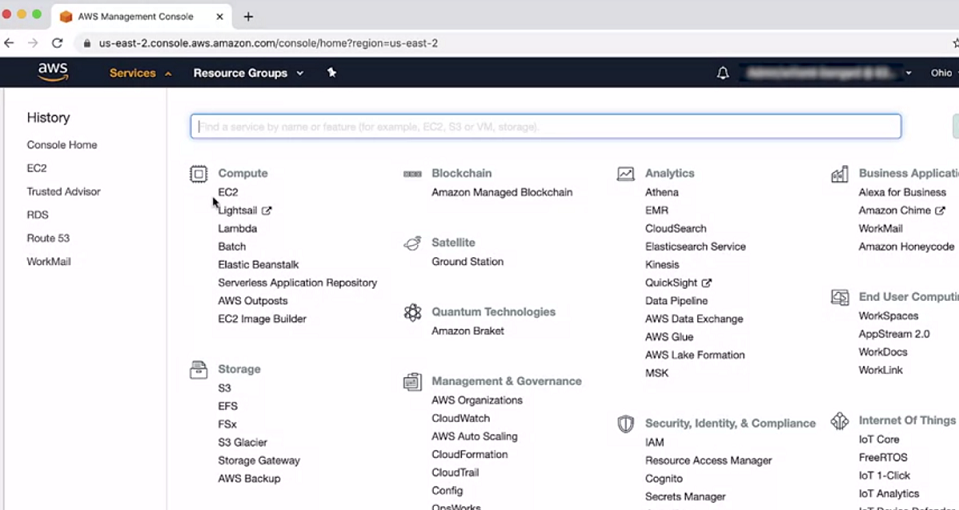 AWS Management Console
us-east-2.console.aws.amazon.com/console/home?region=us-east-2
aws
Services
Resource Groups
Ohio
History
Console Home
EC2
Trusted Advisor
RDS
Route 53
WorkMail
Find a service by name or feature (for example, EC2, S3 or VM, storage).
Compute
EC2
Lightsail
Lambda
Batch
Elastic Beanstalk
Serverless Application Repository
AWS Outposts
EC2 Image Builder
Storage
S3
EFS
FSx
S3 Glacier
Storage Gateway
AWS Backup
Blockchain
Amazon Managed Blockchain
Satellite
Ground Station
Quantum Technologies
Amazon Braket
Management & Governance
AWS Organizations
CloudWatch
AWS Auto Scaling
CloudFormation
CloudTrail
Config
OpsWorks
Analytics
Athena
EMR
CloudSearch
Elasticsearch Service
Kinesis
QuickSight
Data Pipeline
AWS Data Exchange
AWS Glue
AWS Lake Formation
MSK
Security, Identity, & Compliance
IAM
Resource Access Manager
Cognito
Secrets Manager
Business Applicati
Alexa for Business
Amazon Chime
WorkMail
Amazon Honeycode
End User Computi
WorkSpaces
AppStream 2.0
WorkDocs
WorkLink
Internet Of Things
IoT Core
FreeRTOS
IoT 1-Click
IoT Analytics
IoT Device Defender